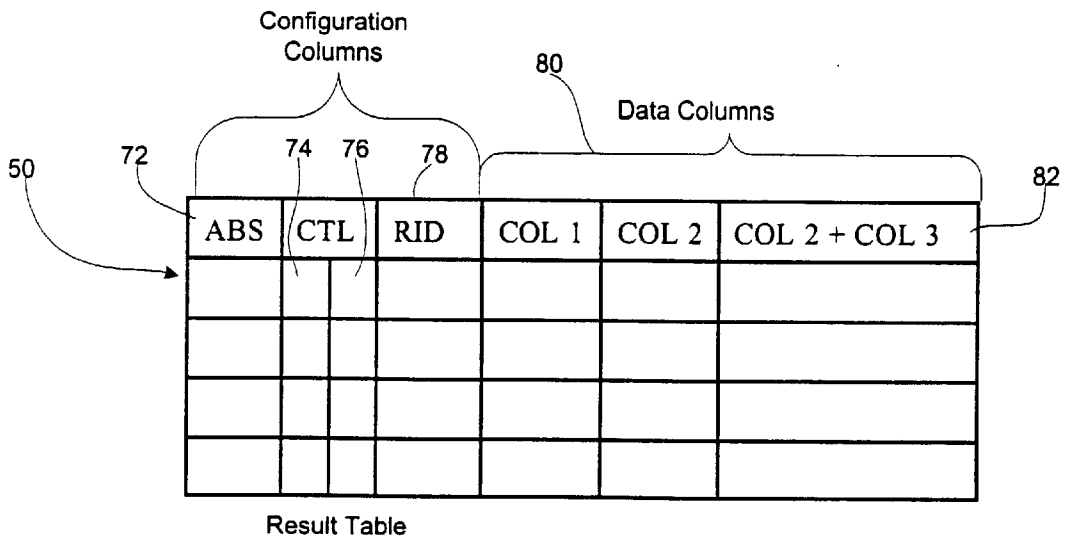 Configuration
Columns
80
Data Columns
50
72
74
76
78
82
ABS CTL RID COL 1 COL 2 COL 2 + COL 3
Result Table